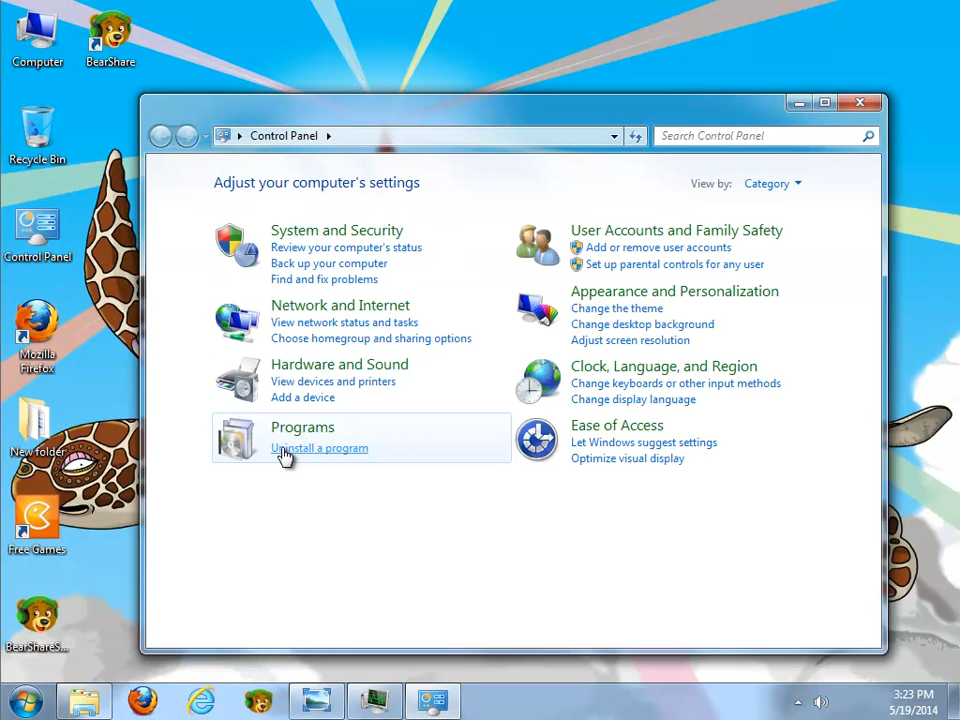 Computer
BearShare
Recycle Bin
Control Panel
Mozilla
Firefox
New folder
Free Games
BearShareS...
Control Panel
Search Control Panel
Adjust your computer's settings
View by: Category
System and Security
Review your computer's status
Back up your computer
Find and fix problems
Network and Internet
View network status and tasks
Choose homegroup and sharing options
Hardware and Sound
View devices and printers
Add a device
Programs
Uninstall a program
User Accounts and Family Safety
Add or remove user accounts
Set up parental controls for any user
Appearance and Personalization
Change the theme
Change desktop background
Adjust screen resolution
Clock, Language, and Region
Change keyboards or other input methods
Change display language
Ease of Access
Let Windows suggest settings
Optimize visual display
3:23 PM
5/19/2014